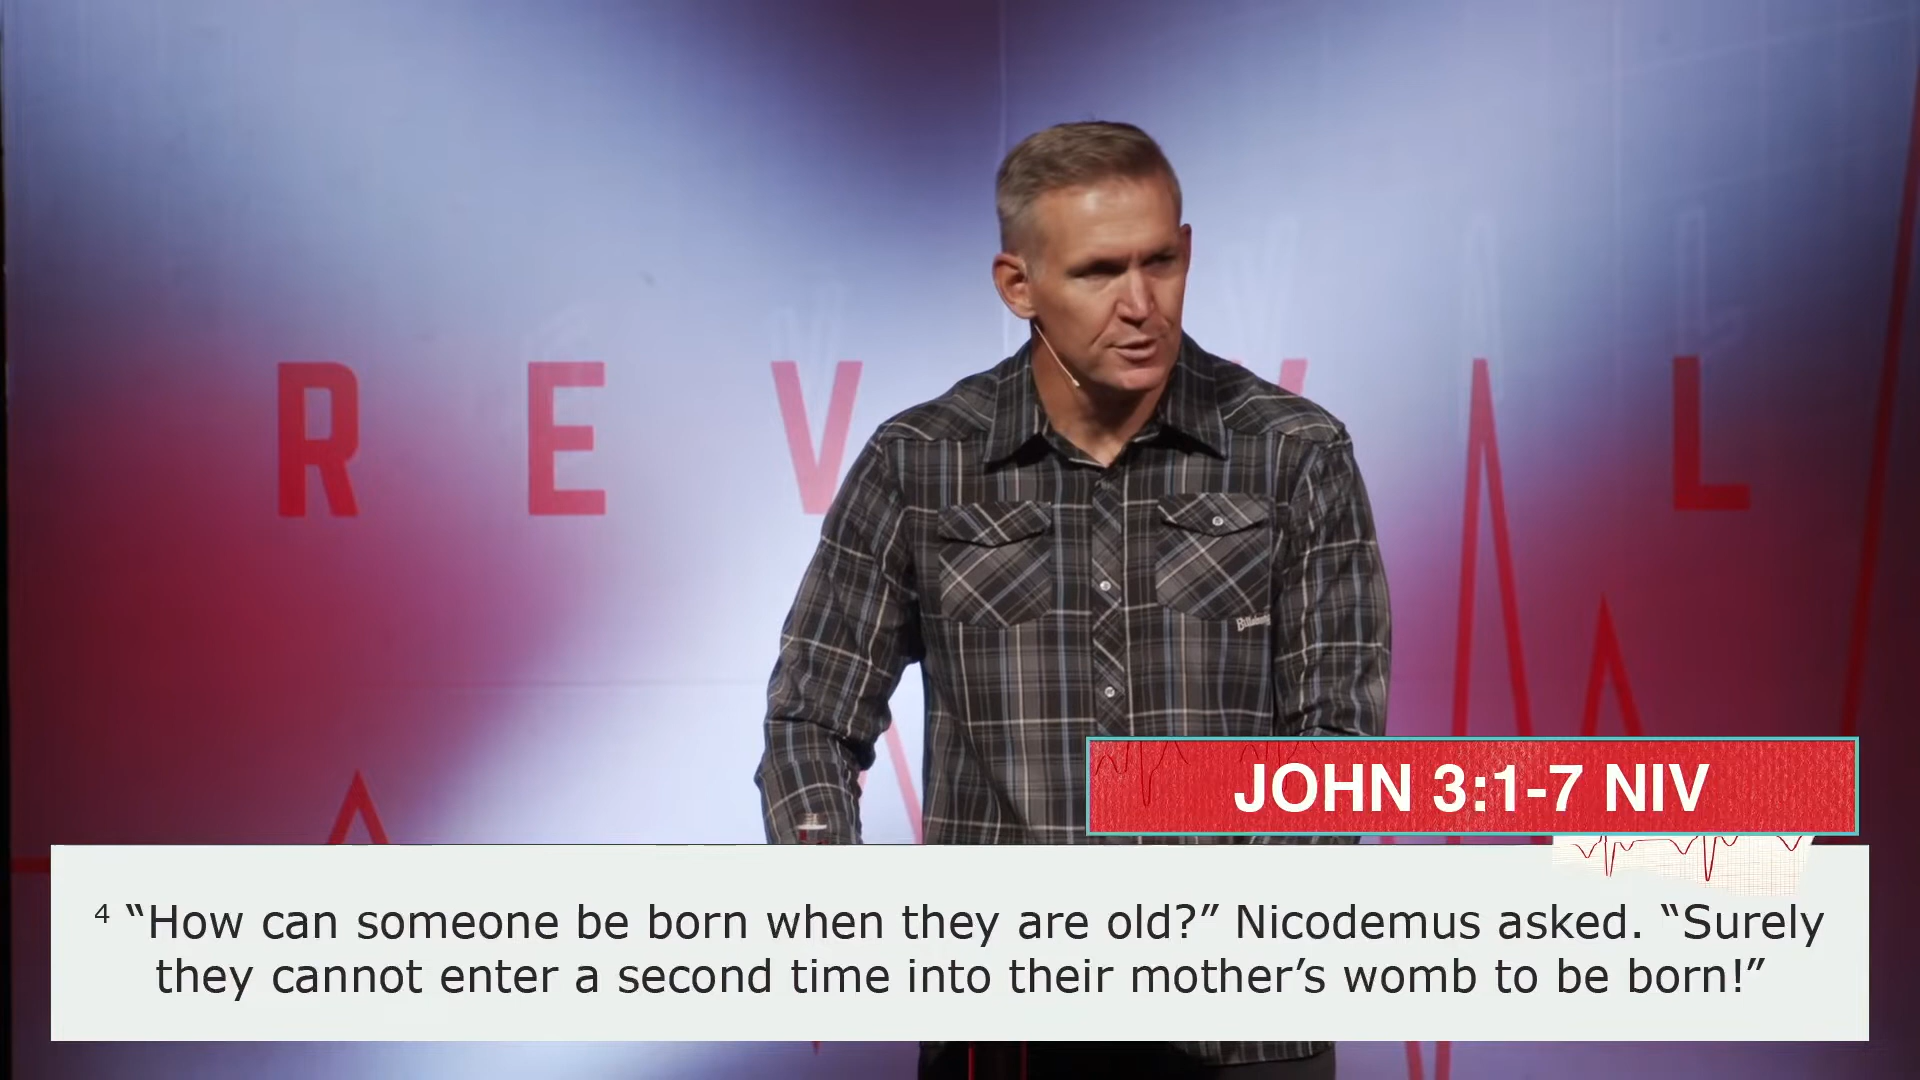 R E V V L
Billabong
JOHN 3:1-7 NIV
4 “How can someone be born when they are old?” Nicodemus asked. “Surely
they cannot enter a second time into their mother’s womb to be born!”